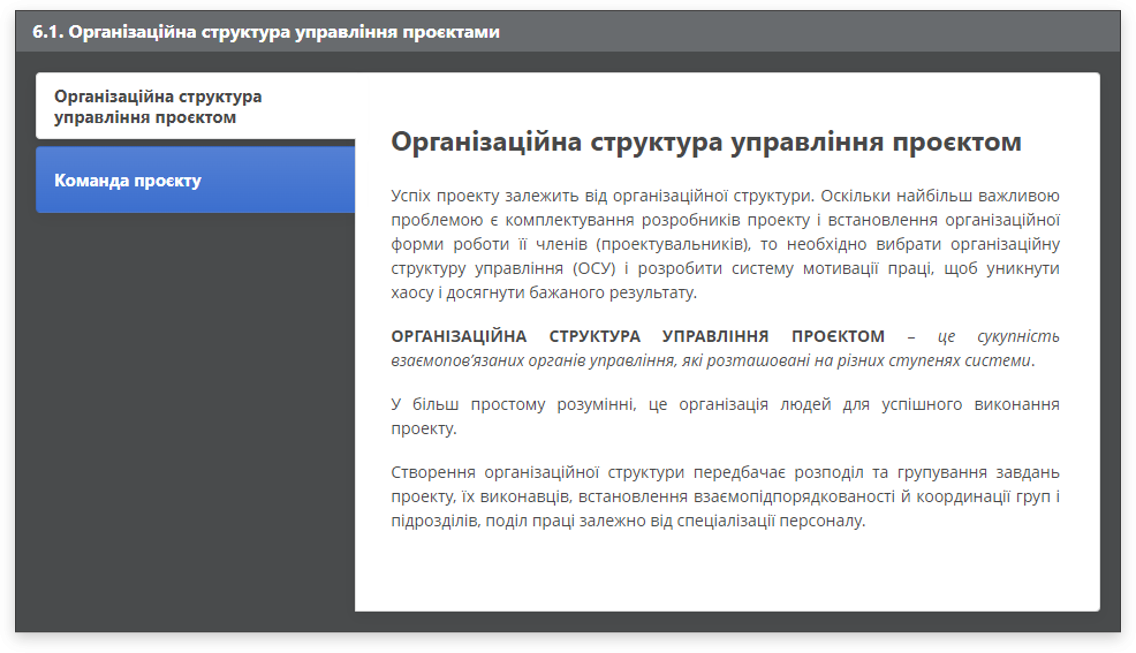 6.1. Організаційна структура управління проєктами
Організаційна структура
управління проєктом
Команда проєкту
Організаційна структура управління проєктом
Успіх проекту залежить від організаційної структури. Оскільки найбільш важливою
проблемою є комплектування розробників проекту і встановлення організаційної
форми роботи її членів (проектувальників), то необхідно вибрати організаційну
структуру управління (ОСУ) і розробити систему мотивації праці, щоб уникнути
хаосу і досягнути бажаного результату.
ОРГАНІЗАЦІЙНА СТРУКТУРА УПРАВЛІННЯ ПРОЄКТОМ – це сукупність
взаємопов’язаних органів управління, які розташовані на різних ступенях системи.
У більш простому розумінні, це організація людей для успішного виконання
проекту.
Створення організаційної структури передбачає розподіл та групування завдань
проекту, їх виконавців, встановлення взаємопідпорядкованості й координації груп і
підрозділів, поділ праці залежно від спеціалізації персоналу.